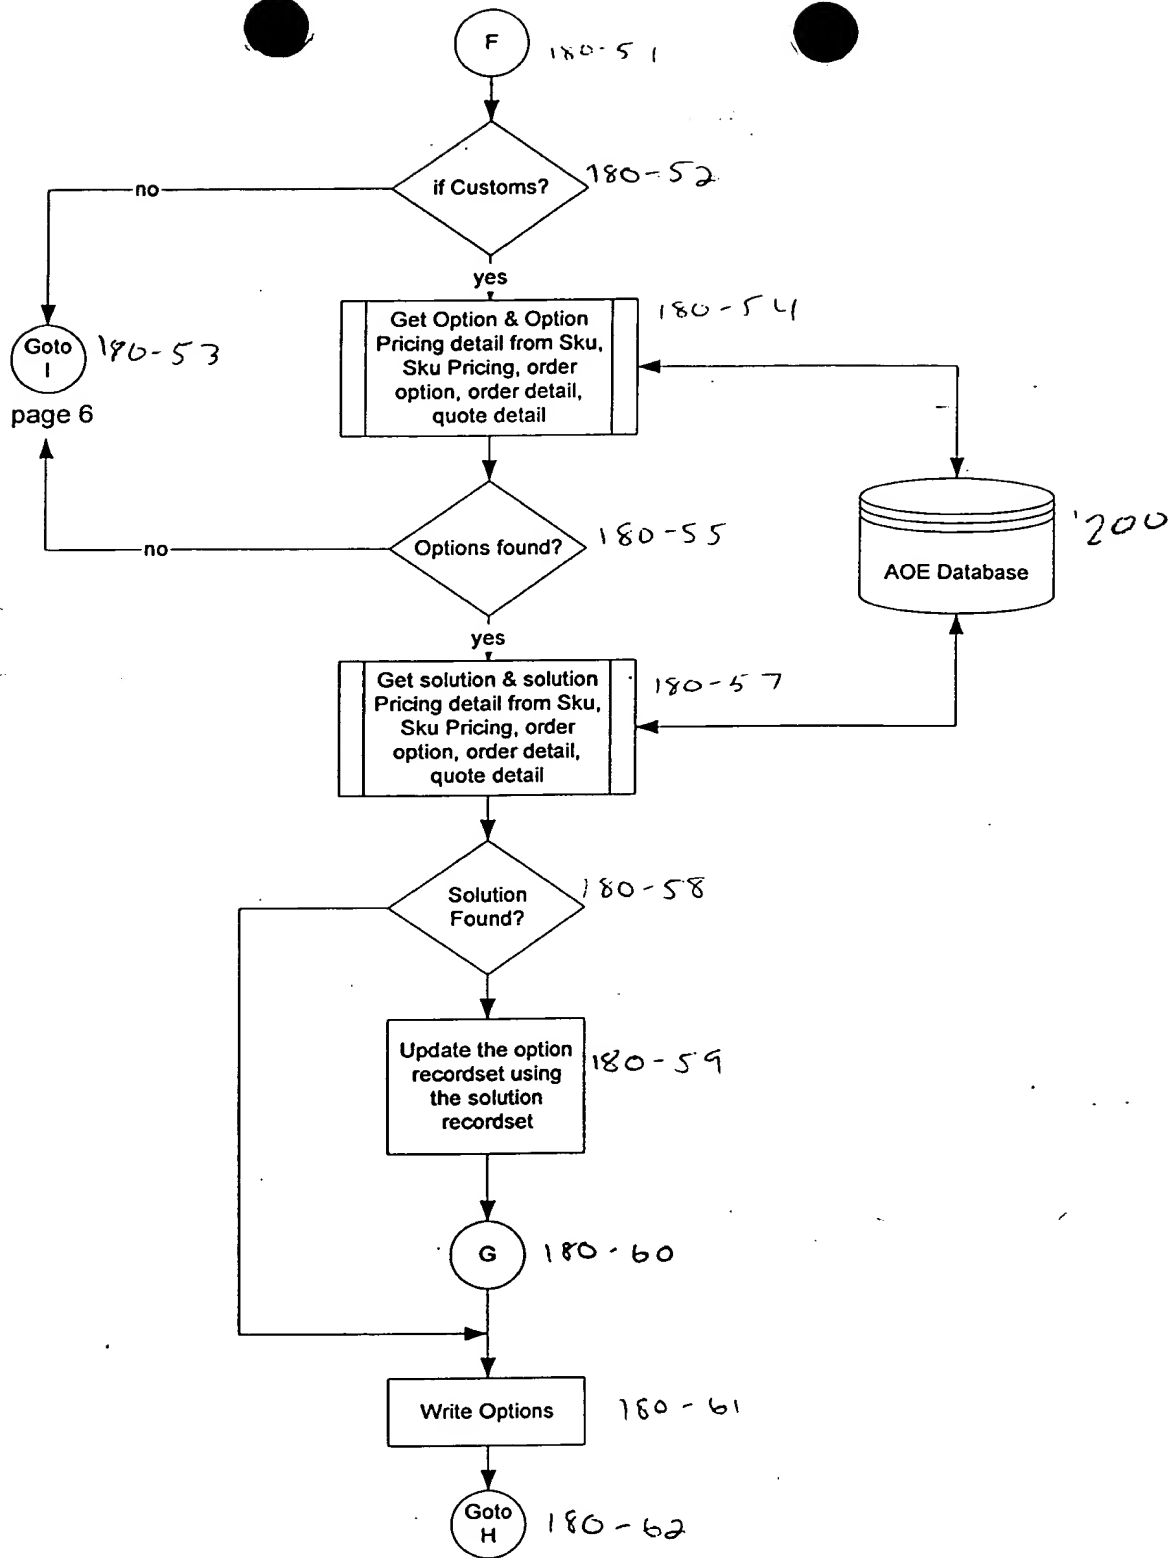 F
180-51
if Customs?
180-52
no
yes
Get Option & Option
Pricing detail from Sku,
Sku Pricing, order
option, order detail,
quote detail
180-54
Goto
I
180-53
page 6
Options found?
180-55
no
AOE Database
200
yes
Get solution & solution
Pricing detail from Sku,
Sku Pricing, order
option, order detail,
quote detail
180-57
Solution
Found?
180-58
Update the option
recordset using
the solution
recordset
180-59
G
180-60
Write Options
180-61
Goto
H
180-62